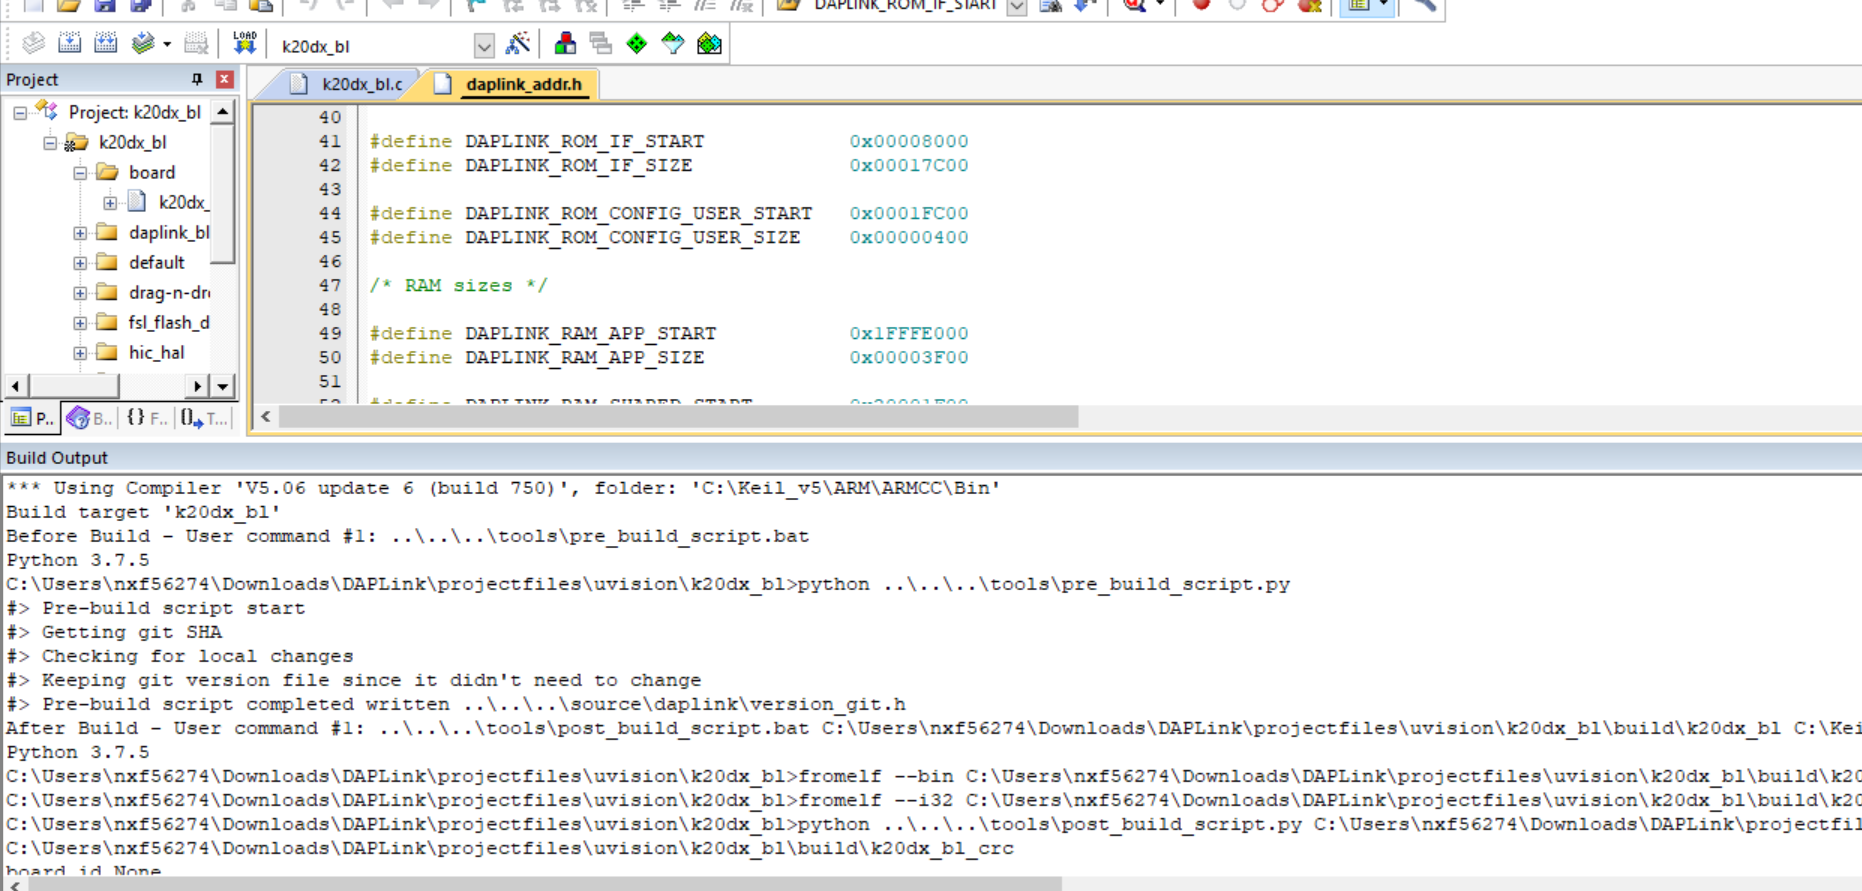 DAPLINK_ROM_IF_START
LOAD
k20dx_bl
Project
Project: k20dx_bl
k20dx_bl
board
k20dx_
daplink_bl
default
drag-n-dr
fsl_flash_d
hic_hal
P..
B..
{} F..
T...
k20dx_bl.c
daplink_addr.h
40
41 #define DAPLINK_ROM_IF_START 0x00008000
42 #define DAPLINK_ROM_IF_SIZE 0x00017C00
43
44 #define DAPLINK_ROM_CONFIG_USER_START 0x0001FC00
45 #define DAPLINK_ROM_CONFIG_USER_SIZE 0x00000400
46
47 /* RAM sizes */
48
49 #define DAPLINK_RAM_APP_START 0x1FFFE000
50 #define DAPLINK_RAM_APP_SIZE 0x00003F00
51
52 #define DAPLINK_RAM_SHARED_START 0x20001F00
Build Output
*** Using Compiler 'V5.06 update 6 (build 750)', folder: 'C:\Keil_v5\ARM\ARMCC\Bin'
Build target 'k20dx_bl'
Before Build - User command #1: ..\..\..\tools\pre_build_script.bat
Python 3.7.5
C:\Users\nxf56274\Downloads\DAPLink\projectfiles\uvision\k20dx_bl>python ..\..\..\tools\pre_build_script.py
#> Pre-build script start
#> Getting git SHA
#> Checking for local changes
#> Keeping git version file since it didn't need to change
#> Pre-build script completed written ..\..\..\source\daplink\version_git.h
After Build - User command #1: ..\..\..\tools\post_build_script.bat C:\Users\nxf56274\Downloads\DAPLink\projectfiles\uvision\k20dx_bl\build\k20dx_bl C:\Kei
Python 3.7.5
C:\Users\nxf56274\Downloads\DAPLink\projectfiles\uvision\k20dx_bl>fromelf --bin C:\Users\nxf56274\Downloads\DAPLink\projectfiles\uvision\k20dx_bl\build\k20
C:\Users\nxf56274\Downloads\DAPLink\projectfiles\uvision\k20dx_bl>fromelf --i32 C:\Users\nxf56274\Downloads\DAPLink\projectfiles\uvision\k20dx_bl\build\k20
C:\Users\nxf56274\Downloads\DAPLink\projectfiles\uvision\k20dx_bl>python ..\..\..\tools\post_build_script.py C:\Users\nxf56274\Downloads\DAPLink\projectfil
C:\Users\nxf56274\Downloads\DAPLink\projectfiles\uvision\k20dx_bl\build\k20dx_bl_crc
board id None